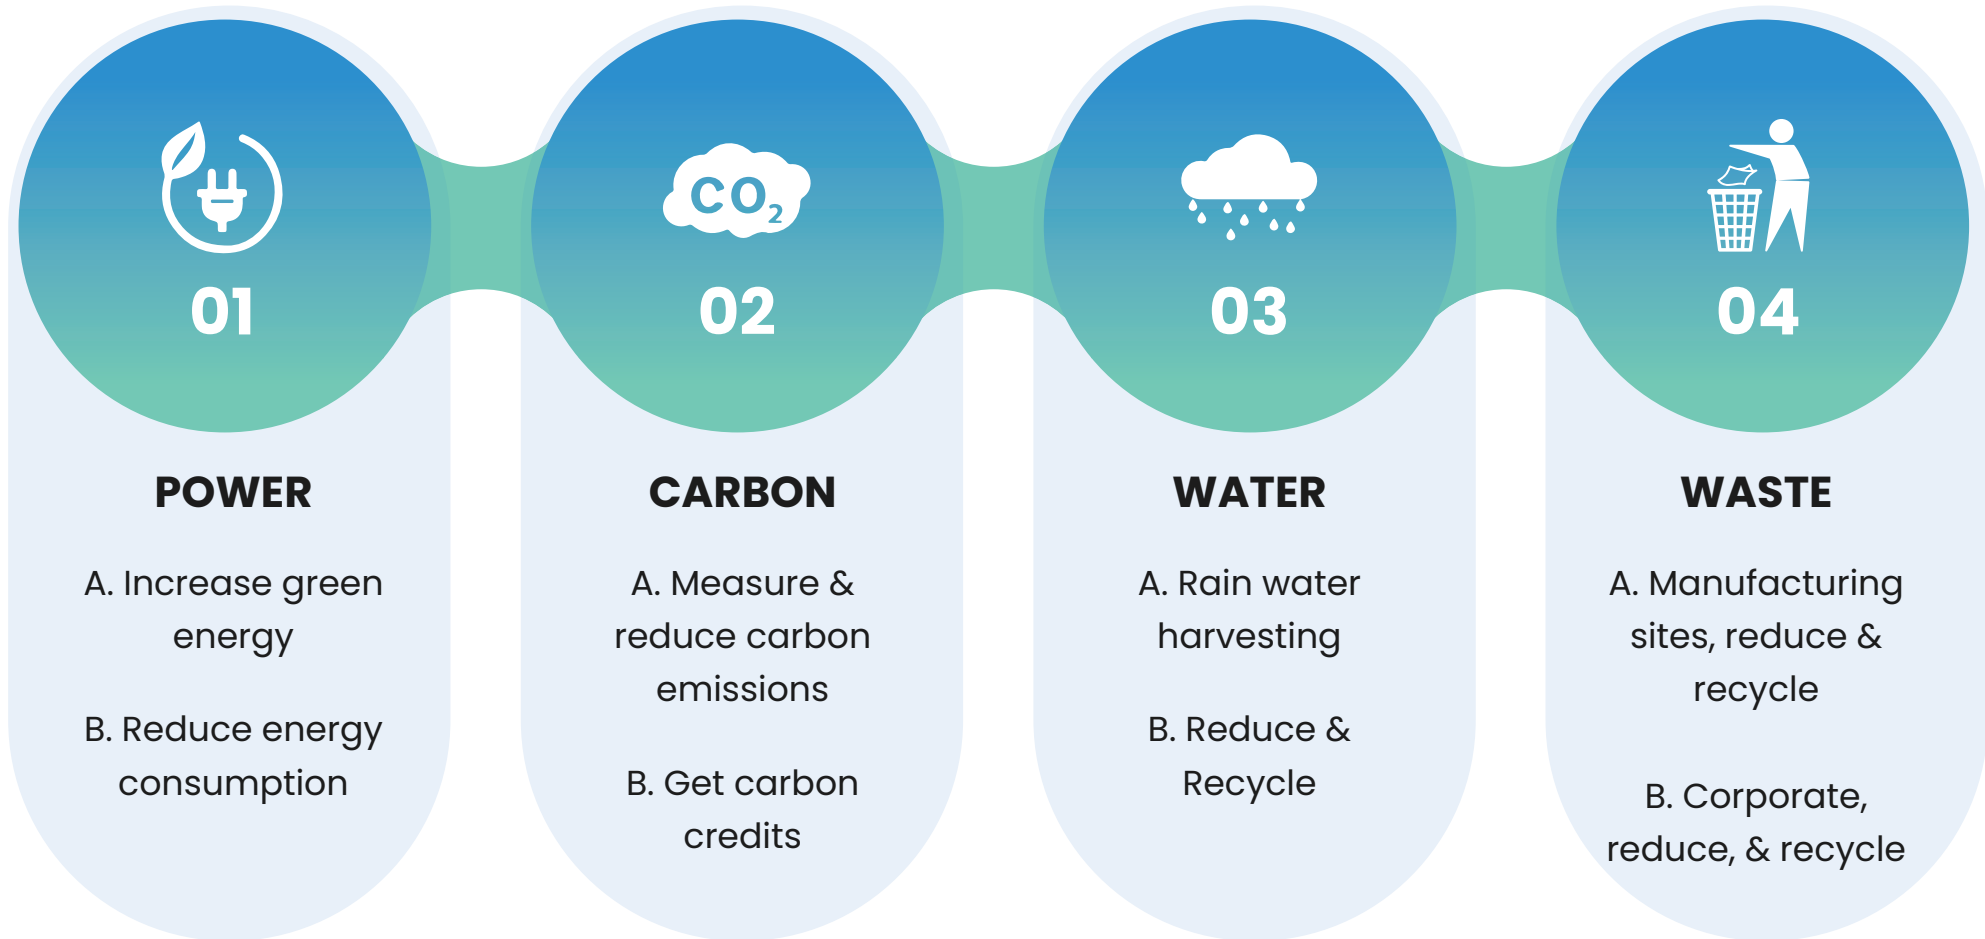 01
POWER
A. Increase green
energy
B. Reduce energy
consumption
CO₂
02
CARBON
A. Measure &
reduce carbon
emissions
B. Get carbon
credits
03
WATER
A. Rain water
harvesting
B. Reduce &
Recycle
04
WASTE
A. Manufacturing
sites, reduce &
recycle
B. Corporate,
reduce, & recycle